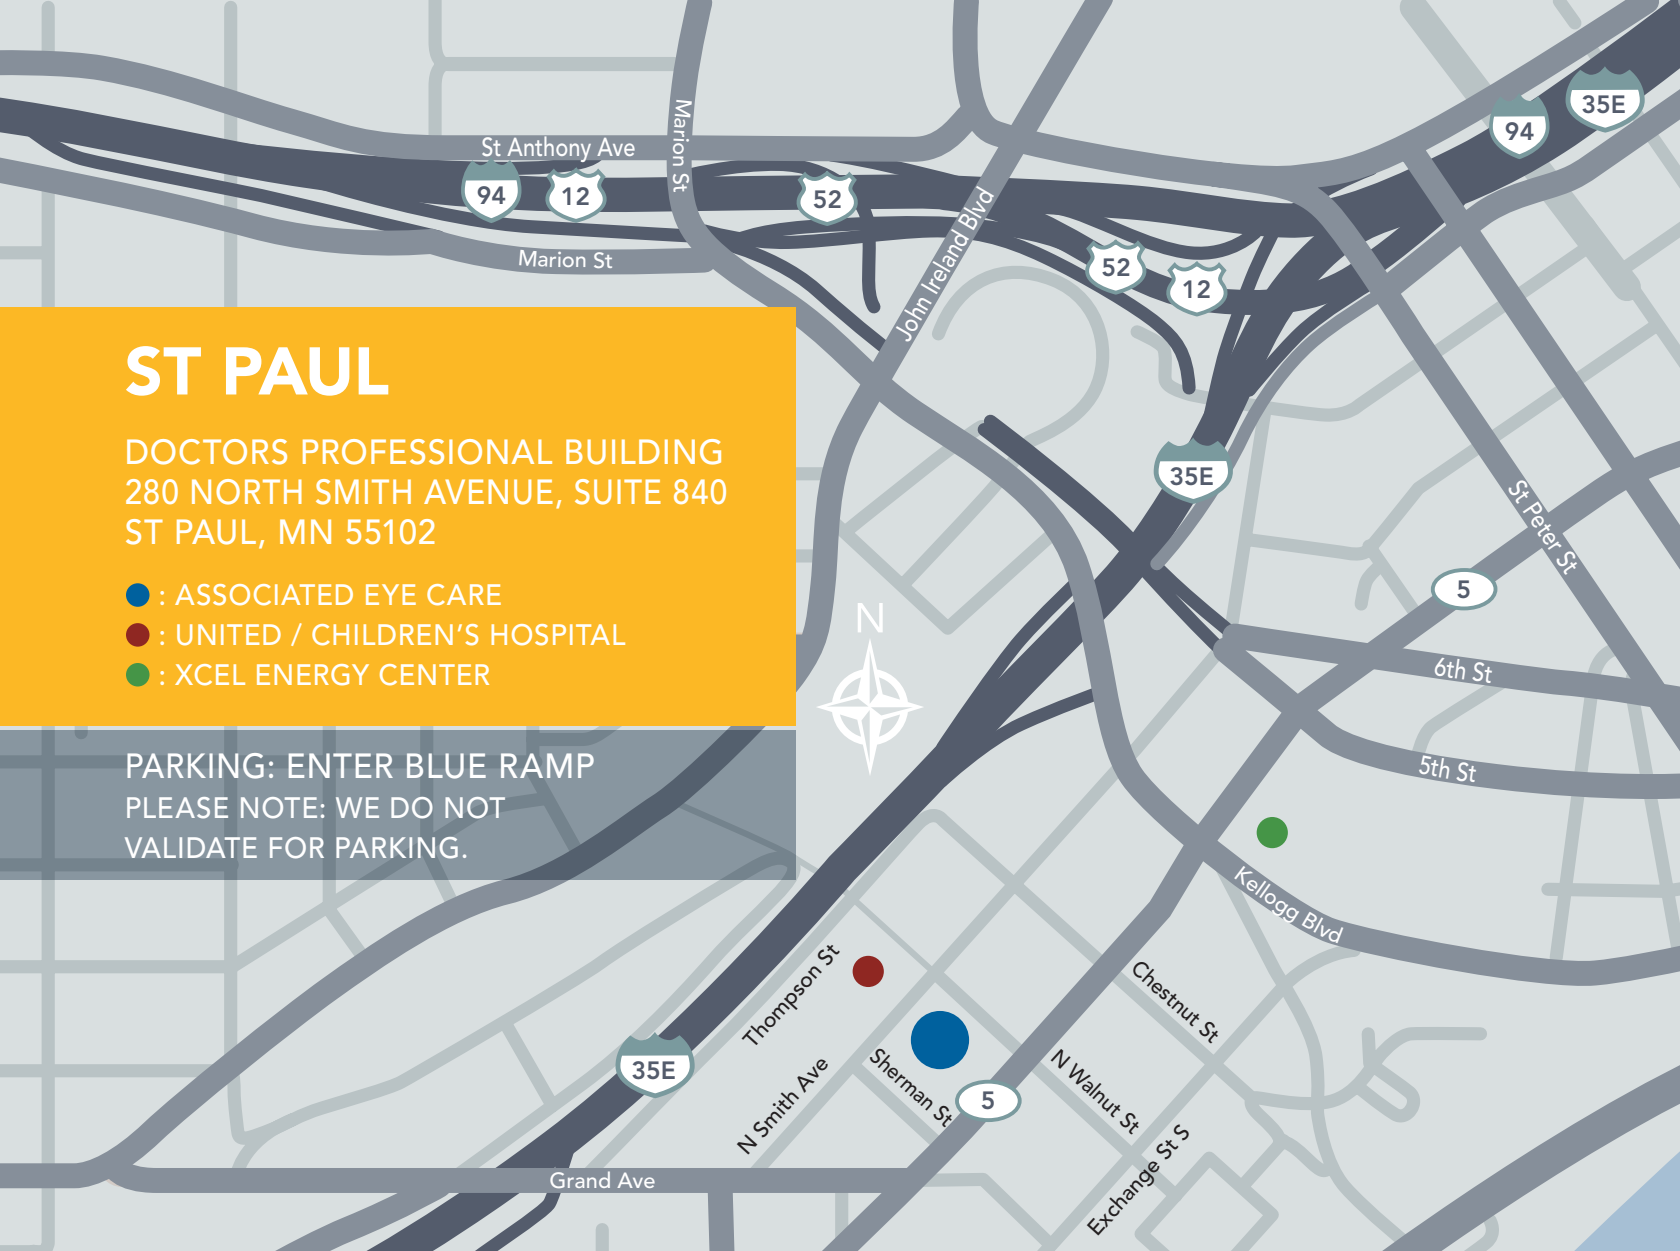 Marion St
St Anthony Ave
94
12
52
Marion St
John Ireland Blvd
52
12
94
35E
35E
St Peter St
5
6th St
5th St
Kellogg Blvd
ST PAUL
DOCTORS PROFESSIONAL BUILDING
280 NORTH SMITH AVENUE, SUITE 840
ST PAUL, MN 55102
: ASSOCIATED EYE CARE
: UNITED / CHILDREN'S HOSPITAL
: XCEL ENERGY CENTER
PARKING: ENTER BLUE RAMP
PLEASE NOTE: WE DO NOT
VALIDATE FOR PARKING.
N
Thompson St
Chestnut St
35E
N Smith Ave
Sherman St
5
N Walnut St
Exchange St S
Grand Ave